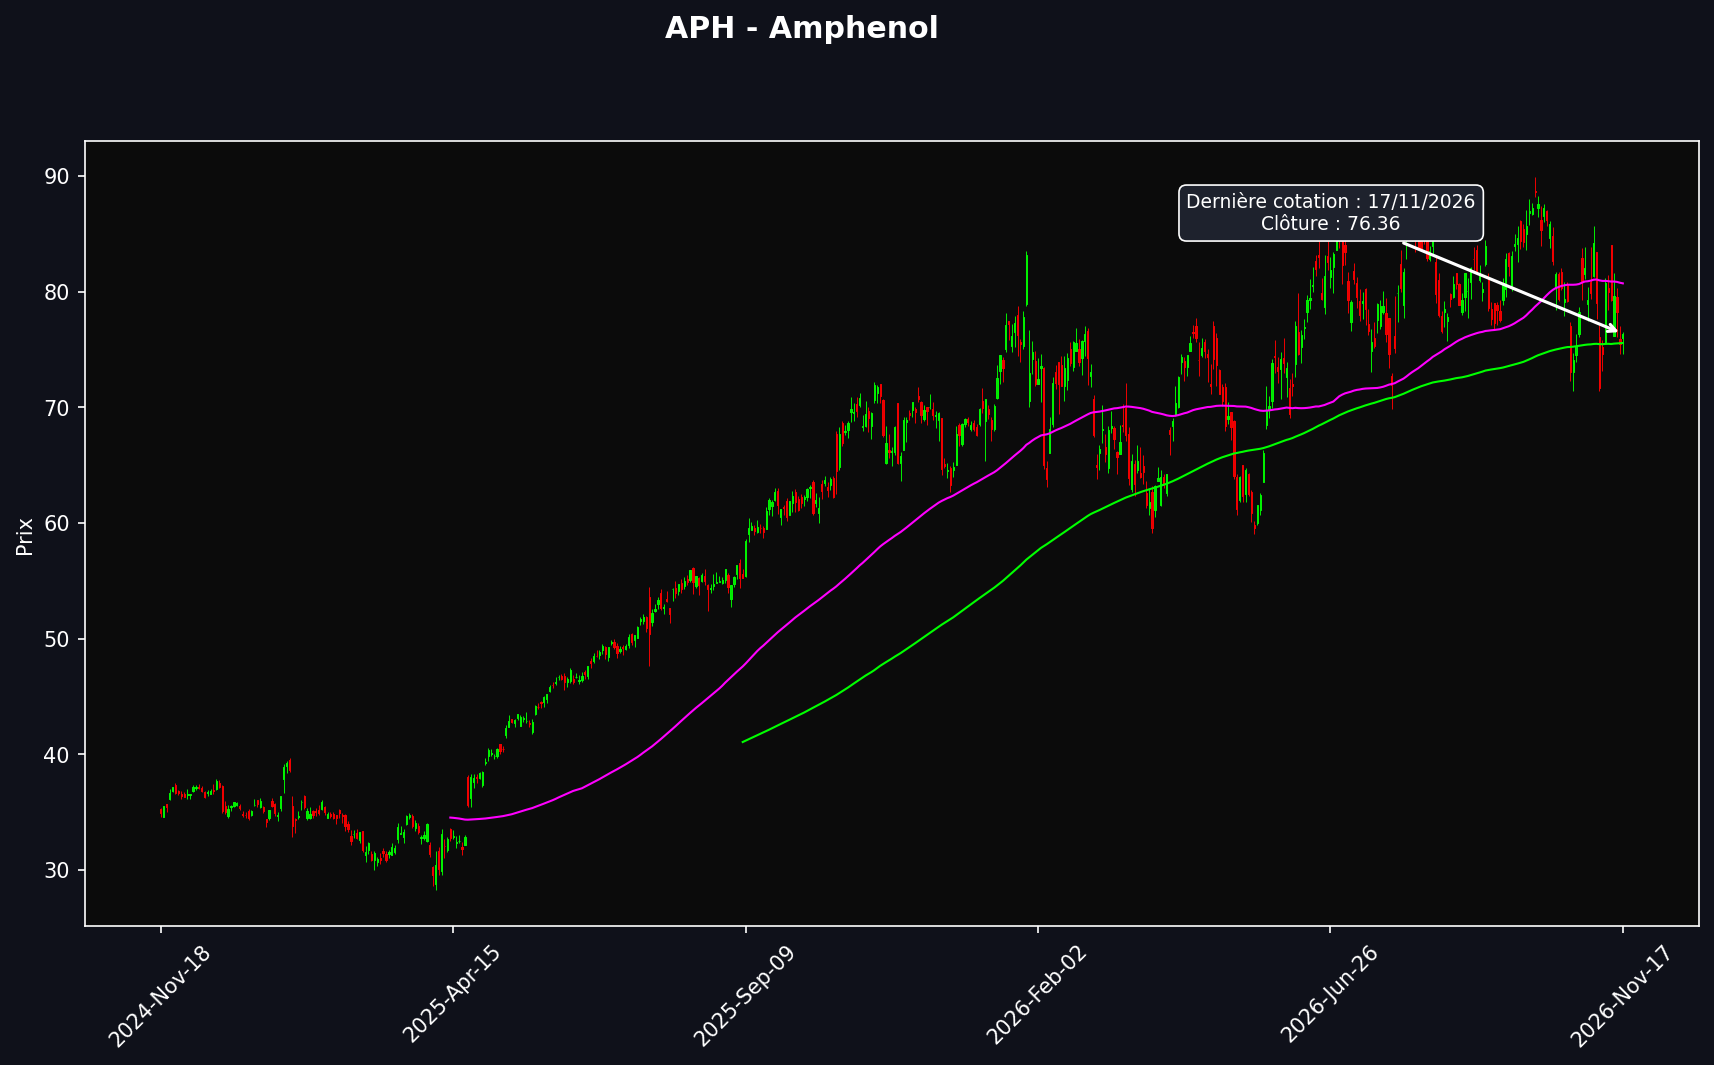 APH - Amphenol
Dernière cotation : 17/11/2026
Clôture : 76.36
Prix
90
80
70
60
50
40
30
2024-Nov-18
2025-Apr-15
2025-Sep-09
2026-Feb-02
2026-Jun-26
2026-Nov-17